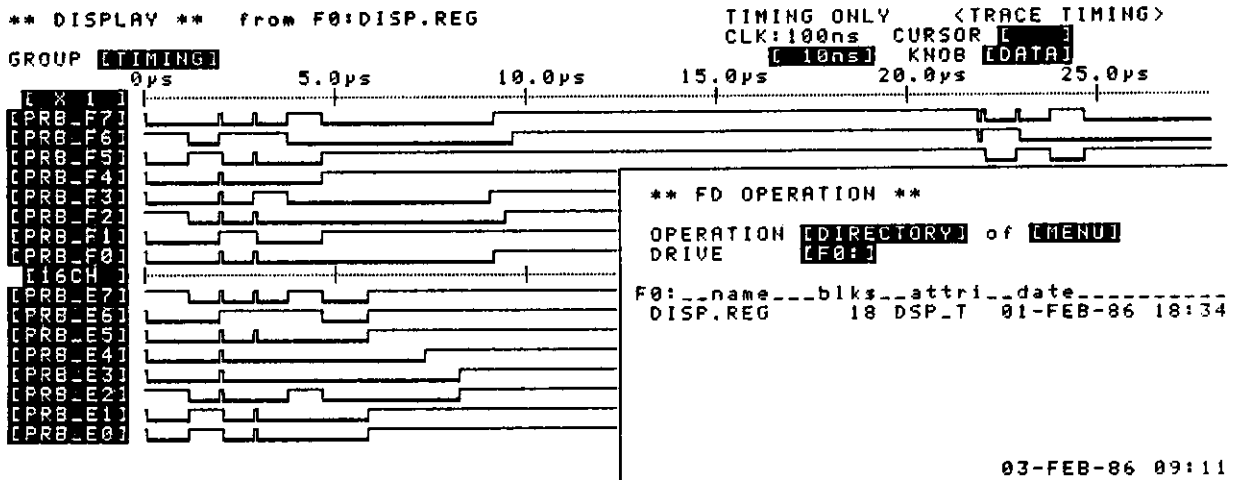 ** DISPLAY ** from F0:DISP.REG
TIMING ONLY <TRACE TIMING>
CLK:100ns CURSOR [ ]
GROUP [TIMING]
[ 10ns] KNOB [DATA]
0µs 5.0µs 10.0µs 15.0µs 20.0µs 25.0µs
[ X 1 ]
[PRB_F7]
[PRB_F6]
[PRB_F5]
[PRB_F4]
[PRB_F3]
[PRB_F2]
[PRB_F1]
[PRB_F0]
[16CH ]
[PRB_E7]
[PRB_E6]
[PRB_E5]
[PRB_E4]
[PRB_E3]
[PRB_E2]
[PRB_E1]
[PRB_E0]
** FD OPERATION **
OPERATION [DIRECTORY] of [MENU]
DRIVE [F0:]
F0:__name___blks__attri__date__________
DISP.REG 18 DSP_T 01-FEB-86 18:34
03-FEB-86 09:11